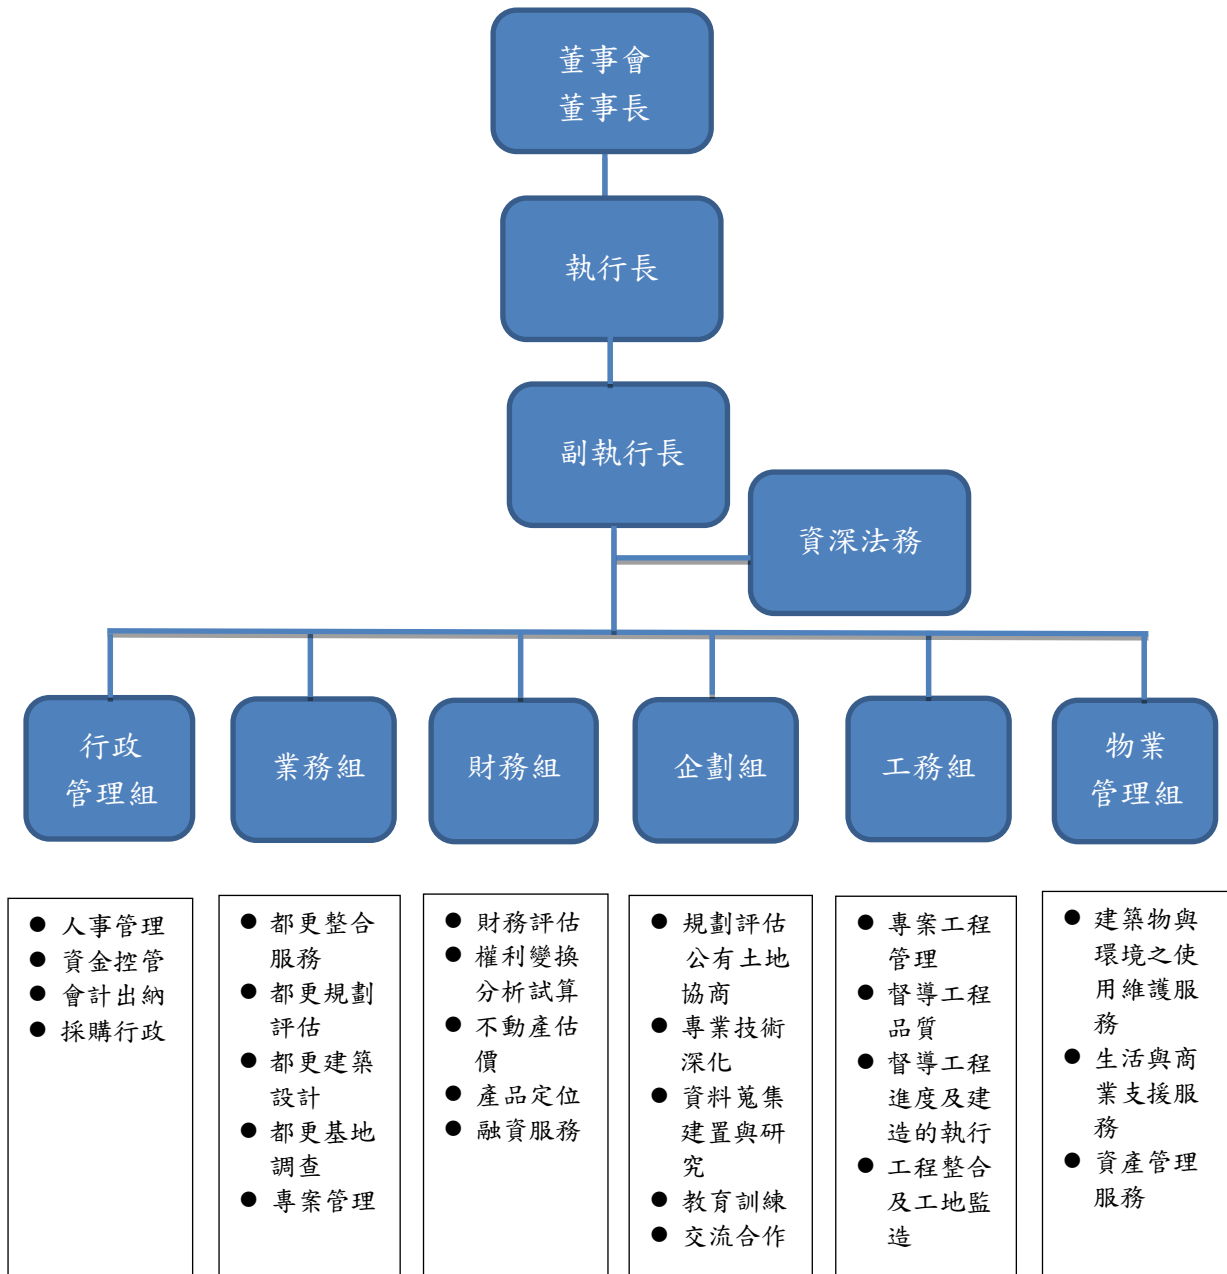 董事會
董事長
執行長
副執行長
資深法務
行政
管理組
業務組
財務組
企劃組
工務組
物業
管理組
● 人事管理
● 資金控管
● 會計出納
● 採購行政
● 都更整合
服務
● 都更規劃
評估
● 都更建築
設計
● 都更基地
調查
● 專案管理
● 財務評估
● 權利變換
分析試算
● 不動產估
價
● 產品定位
● 融資服務
● 規劃評估
公有土地
協商
● 專業技術
深化
● 資料蒐集
建置與研
究
● 教育訓練
● 交流合作
● 專案工程
管理
● 督導工程
品質
● 督導工程
進度及建
造的執行
● 工程整合
及工地監
造
● 建築物與
環境之使
用維護服
務
● 生活與商
業支援服
務
● 資產管理
服務